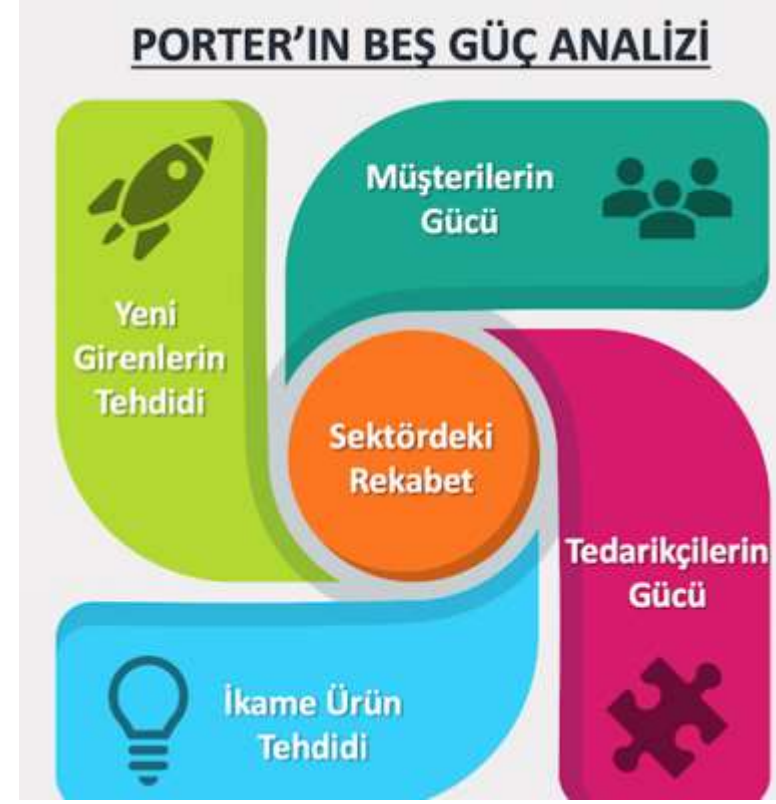 PORTER’IN BEŞ GÜÇ ANALİZİ
Müşterilerin
Gücü
Yeni
Girenlerin
Tehdidi
Sektördeki
Rekabet
Tedarikçilerin
Gücü
İkame Ürün
Tehdidi